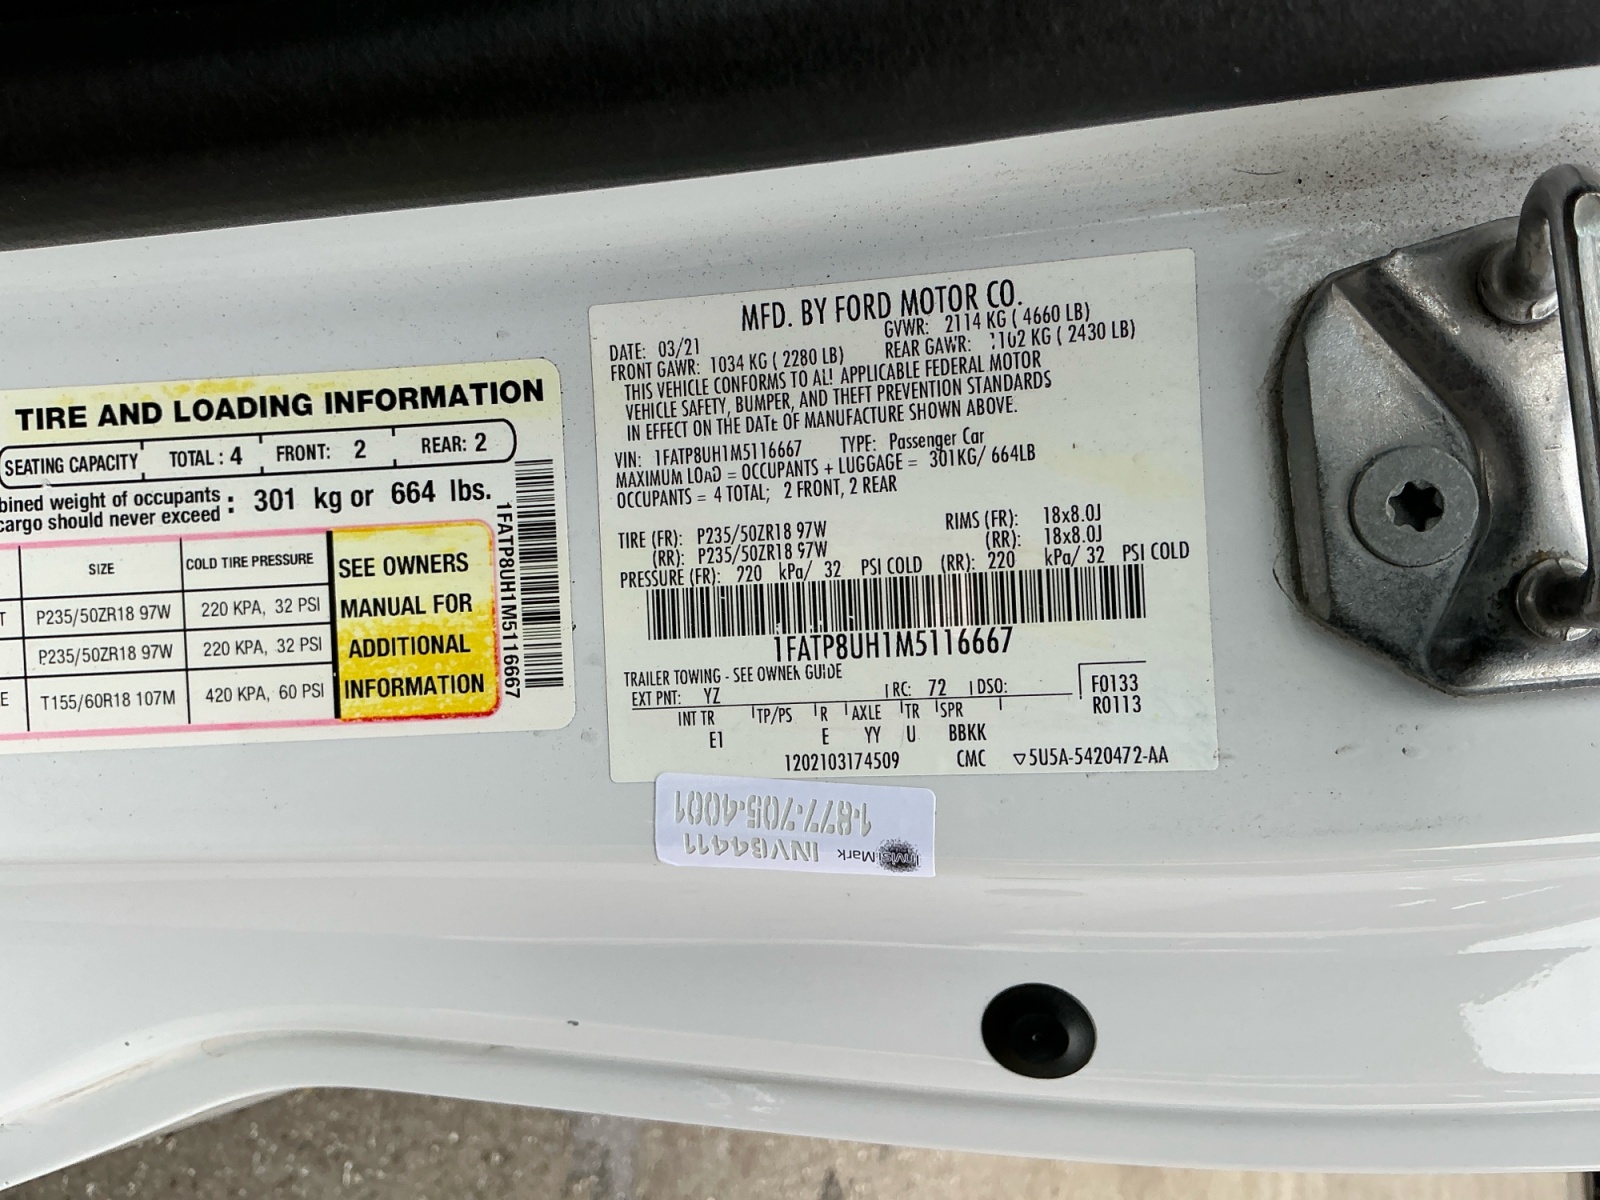 TIRE AND LOADING INFORMATION
SEATING CAPACITY TOTAL : 4 FRONT: 2 REAR: 2
bined weight of occupants
cargo should never exceed : 301 kg or 664 lbs.
SIZE COLD TIRE PRESSURE
T P235/50ZR18 97W 220 KPA, 32 PSI
P235/50ZR18 97W 220 KPA, 32 PSI
E T155/60R18 107M 420 KPA, 60 PSI
SEE OWNERS
MANUAL FOR
ADDITIONAL
INFORMATION
1FATP8UH1M5116667
MFD. BY FORD MOTOR CO.
DATE: 03/21 GVWR: 2114 KG ( 4660 LB)
FRONT GAWR: 1034 KG ( 2280 LB) REAR GAWR: 1102 KG ( 2430 LB)
THIS VEHICLE CONFORMS TO ALL APPLICABLE FEDERAL MOTOR
VEHICLE SAFETY, BUMPER, AND THEFT PREVENTION STANDARDS
IN EFFECT ON THE DATE OF MANUFACTURE SHOWN ABOVE.
VIN: 1FATP8UH1M5116667 TYPE: Passenger Car
MAXIMUM LOAD = OCCUPANTS + LUGGAGE = 301KG/ 664LB
OCCUPANTS = 4 TOTAL; 2 FRONT, 2 REAR
TIRE (FR): P235/50ZR18 97W RIMS (FR): 18x8.0J
(RR): P235/50ZR18 97W (RR): 18x8.0J
PRESSURE (FR): 220 kPa/ 32 PSI COLD (RR): 220 kPa/ 32 PSI COLD
1FATP8UH1M5116667
TRAILER TOWING - SEE OWNER GUIDE
EXT PNT: YZ RC: 72 DSO: F0133
R0113
INT TR TP/PS R AXLE TR SPR
E1 E YY U BBKK
1202103174509 CMC ▽5U5A-5420472-AA
InvisiMark INVG4411
1-877-705-4001